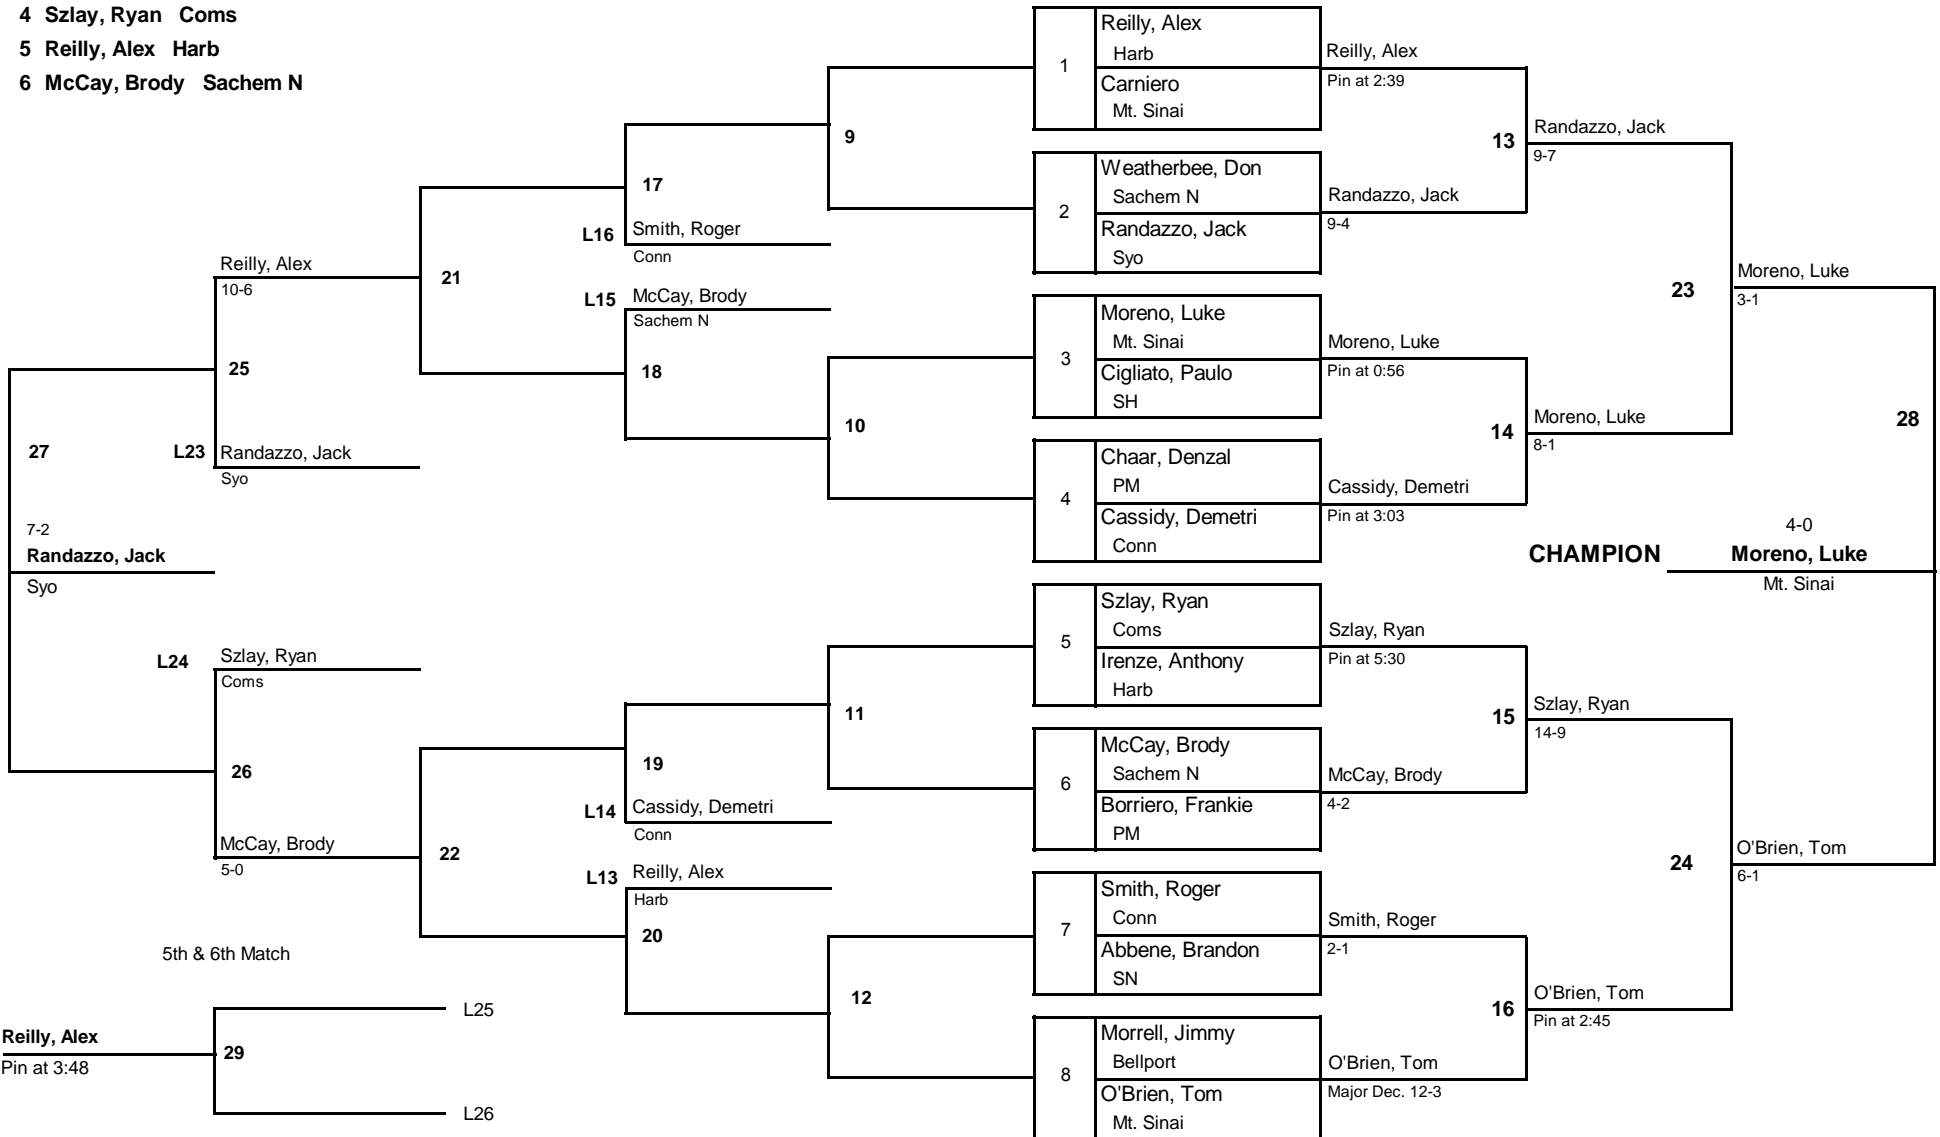 4 Szlay, Ryan Coms
5 Reilly, Alex Harb
6 McCay, Brody Sachem N
Reilly, Alex
10-6
25
L23 Randazzo, Jack
Syo
27
7-2
Randazzo, Jack
Syo
L24 Szlay, Ryan
Coms
26
McCay, Brody
5-0
5th & 6th Match
L25
Reilly, Alex
29
Pin at 3:48
L26
21
22
17
L16 Smith, Roger
Conn
L15 McCay, Brody
Sachem N
18
19
L14 Cassidy, Demetri
Conn
L13 Reilly, Alex
Harb
20
9
10
11
12
1
Reilly, Alex
Harb
Carniero
Mt. Sinai
2
Weatherbee, Don
Sachem N
Randazzo, Jack
Syo
3
Moreno, Luke
Mt. Sinai
Cigliato, Paulo
SH
4
Chaar, Denzal
PM
Cassidy, Demetri
Conn
5
Szlay, Ryan
Coms
Irenze, Anthony
Harb
6
McCay, Brody
Sachem N
Borriero, Frankie
PM
7
Smith, Roger
Conn
Abbene, Brandon
SN
8
Morrell, Jimmy
Bellport
O'Brien, Tom
Mt. Sinai
Reilly, Alex
Pin at 2:39
13
Randazzo, Jack
9-4
Moreno, Luke
Pin at 0:56
14
Cassidy, Demetri
Pin at 3:03
Szlay, Ryan
Pin at 5:30
15
McCay, Brody
4-2
Smith, Roger
2-1
16
O'Brien, Tom
Major Dec. 12-3
Randazzo, Jack
9-7
23
Moreno, Luke
8-1
Szlay, Ryan
14-9
24
O'Brien, Tom
Pin at 2:45
Moreno, Luke
3-1
28
4-0
CHAMPION Moreno, Luke
Mt. Sinai
O'Brien, Tom
6-1